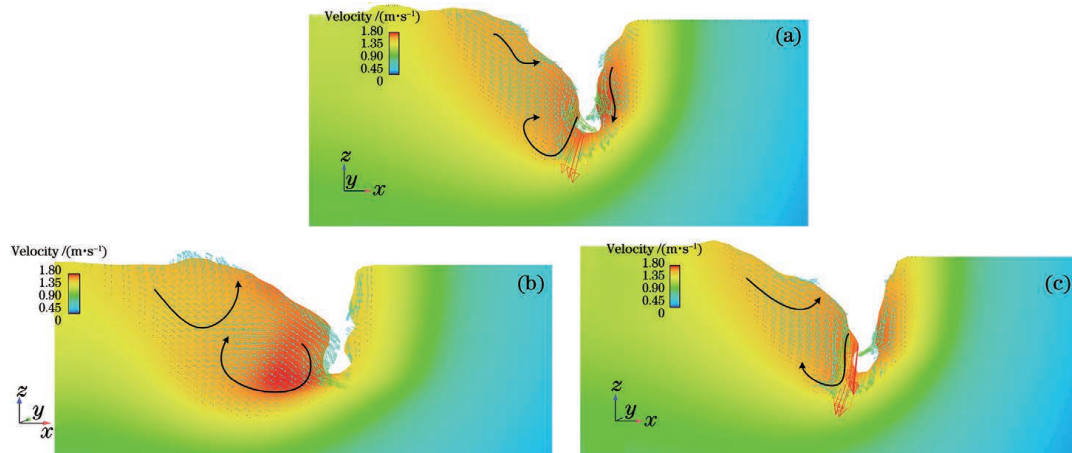 Velocity /(m·s⁻¹)
1.80
1.35
0.90
0.45
0
(a)
z
y
x
Velocity /(m·s⁻¹)
1.80
1.35
0.90
0.45
0
(b)
z
y
x
Velocity /(m·s⁻¹)
1.80
1.35
0.90
0.45
0
(c)
z
y
x